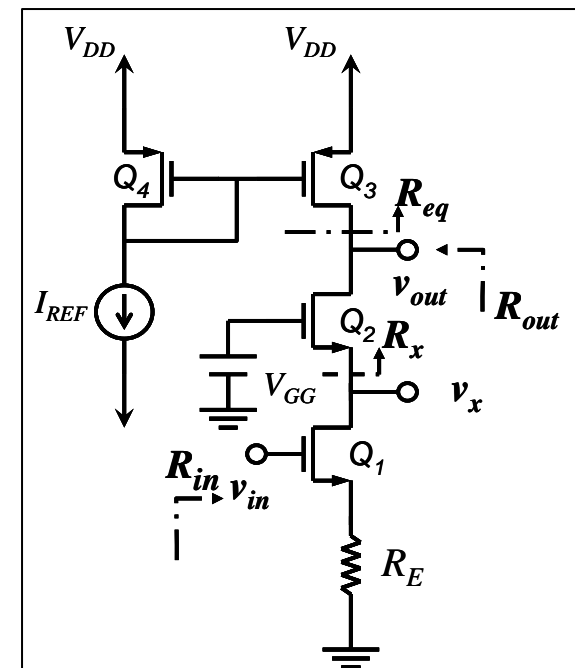 V_DD V_DD
Q_4 Q_3
R_eq
I_REF v_out R_out
Q_2 R_x
V_GG v_x
R_in v_in Q_1
R_E